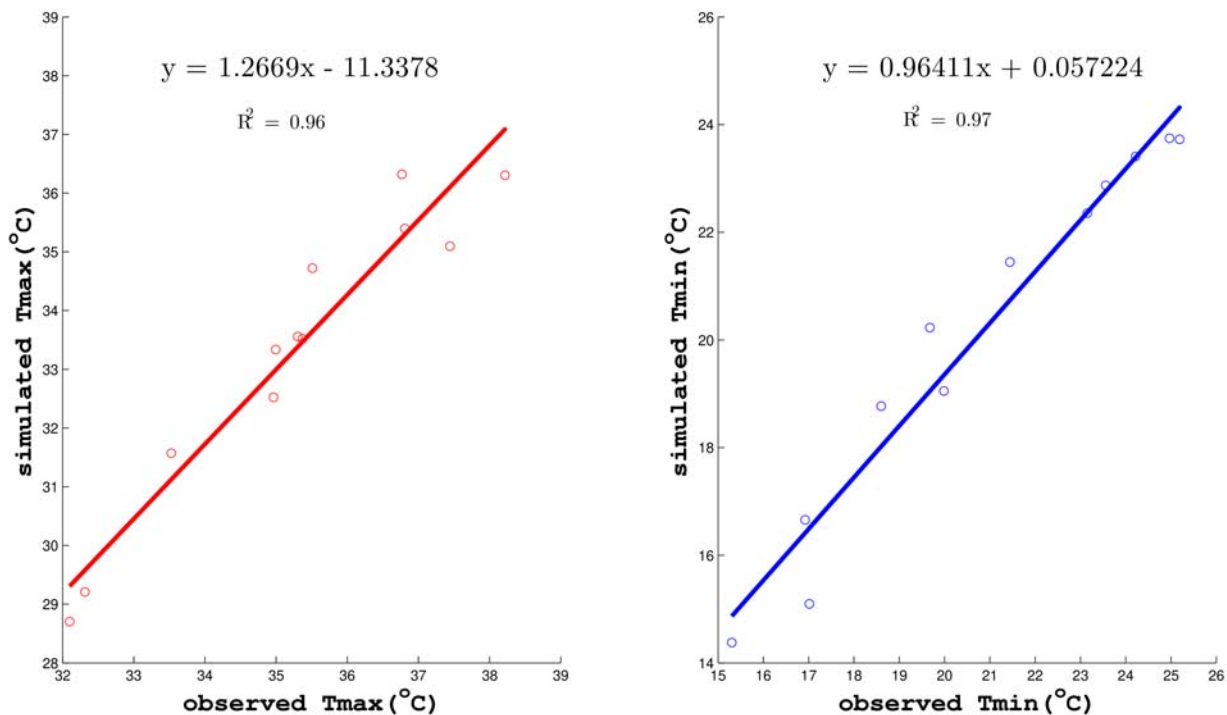 39
38
37
36
35
34
33
32
31
30
29
28
simulated Tmax(°C)
y = 1.2669x - 11.3378
R² = 0.96
32 33 34 35 36 37 38 39
observed Tmax(°C)
26
24
22
20
18
16
14
simulated Tmin(°C)
y = 0.96411x + 0.057224
R² = 0.97
15 16 17 18 19 20 21 22 23 24 25 26
observed Tmin(°C)